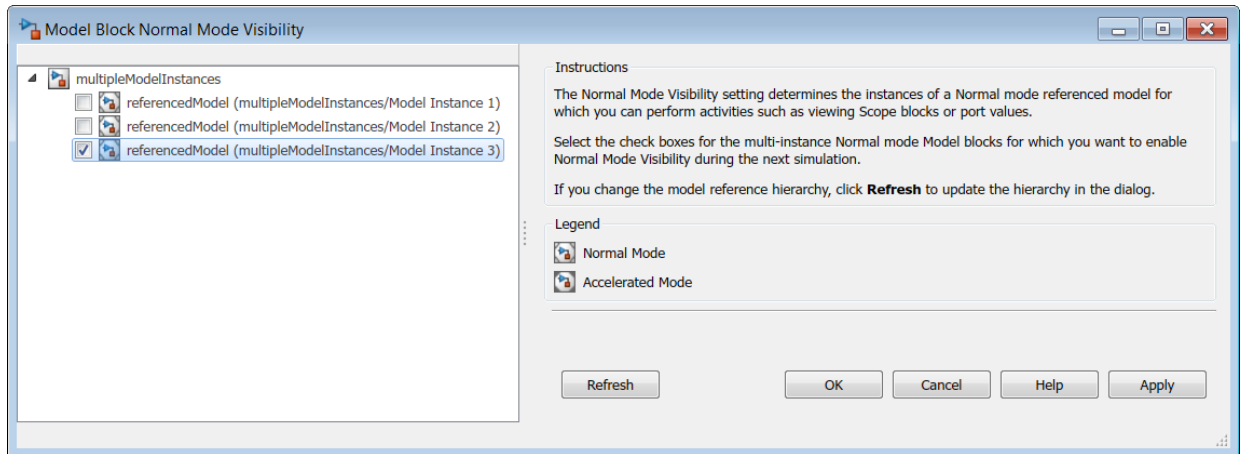 Model Block Normal Mode Visibility
multipleModelInstances
referencedModel (multipleModelInstances/Model Instance 1)
referencedModel (multipleModelInstances/Model Instance 2)
referencedModel (multipleModelInstances/Model Instance 3)
Instructions
The Normal Mode Visibility setting determines the instances of a Normal mode referenced model for
which you can perform activities such as viewing Scope blocks or port values.
Select the check boxes for the multi-instance Normal mode Model blocks for which you want to enable
Normal Mode Visibility during the next simulation.
If you change the model reference hierarchy, click Refresh to update the hierarchy in the dialog.
Legend
Normal Mode
Accelerated Mode
Refresh OK Cancel Help Apply